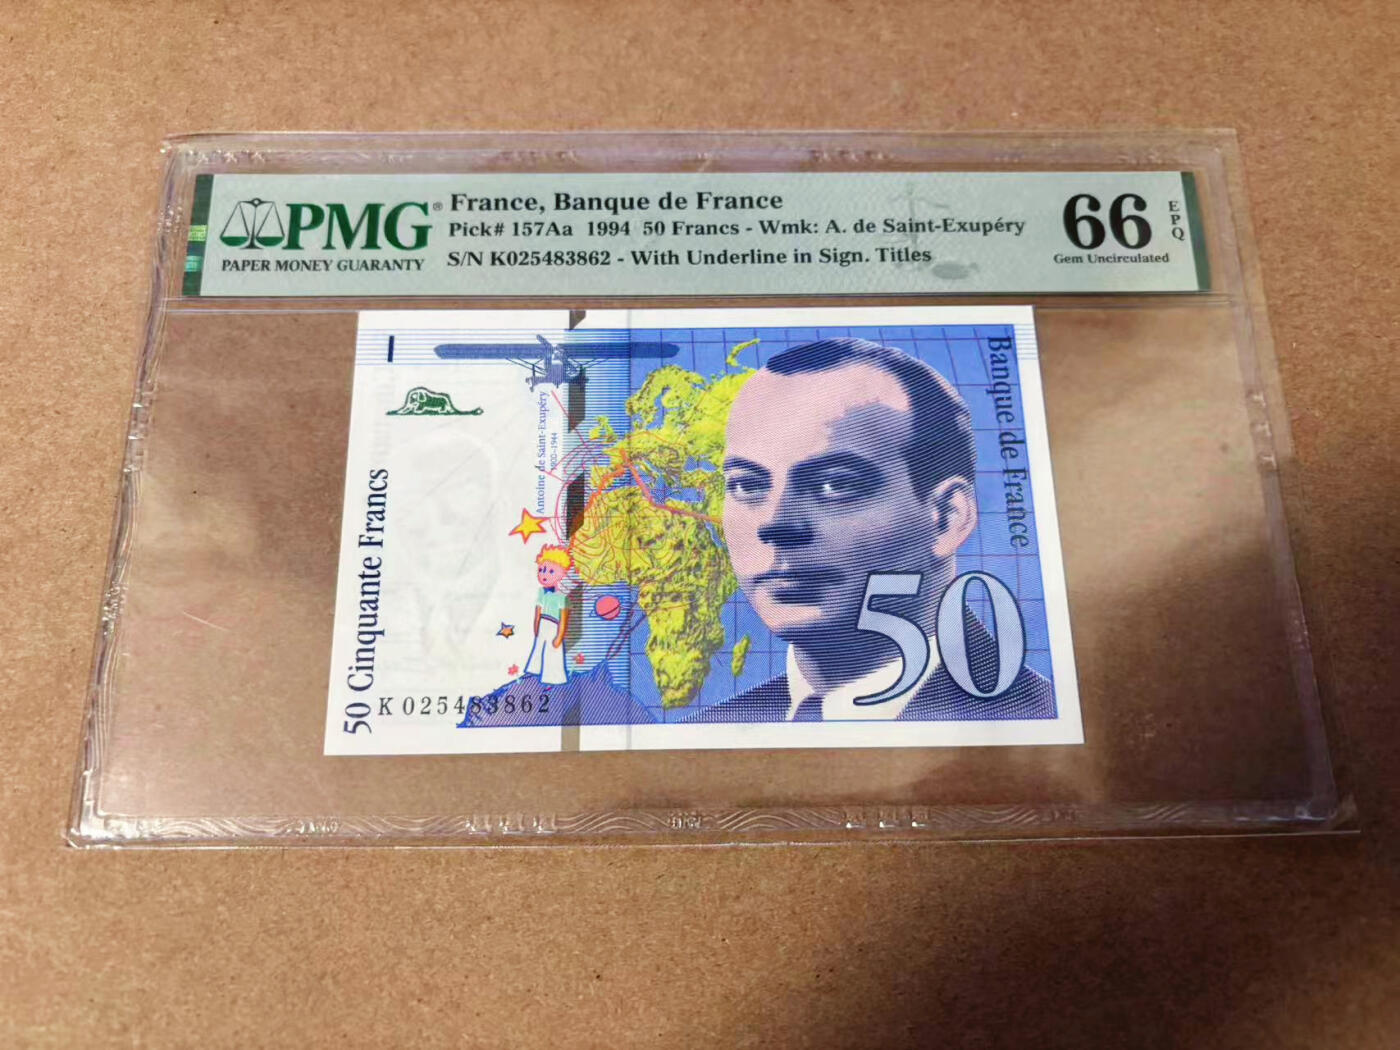 PMG®
PAPER MONEY GUARANTY
France, Banque de France
Pick# 157Aa 1994 50 Francs - Wmk: A. de Saint-Exupéry
S/N K025483862 - With Underline in Sign. Titles
66
EPQ
Gem Uncirculated
50 Cinquante Francs
K 025483862
Antoine de Saint-Exupéry
1900-1944
Banque de France
50